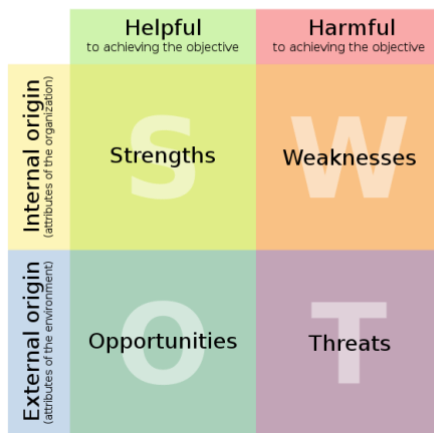 Helpful
to achieving the objective
Harmful
to achieving the objective
Internal origin
(attributes of the organization)
S
Strengths
W
Weaknesses
External origin
(attributes of the environment)
O
Opportunities
T
Threats